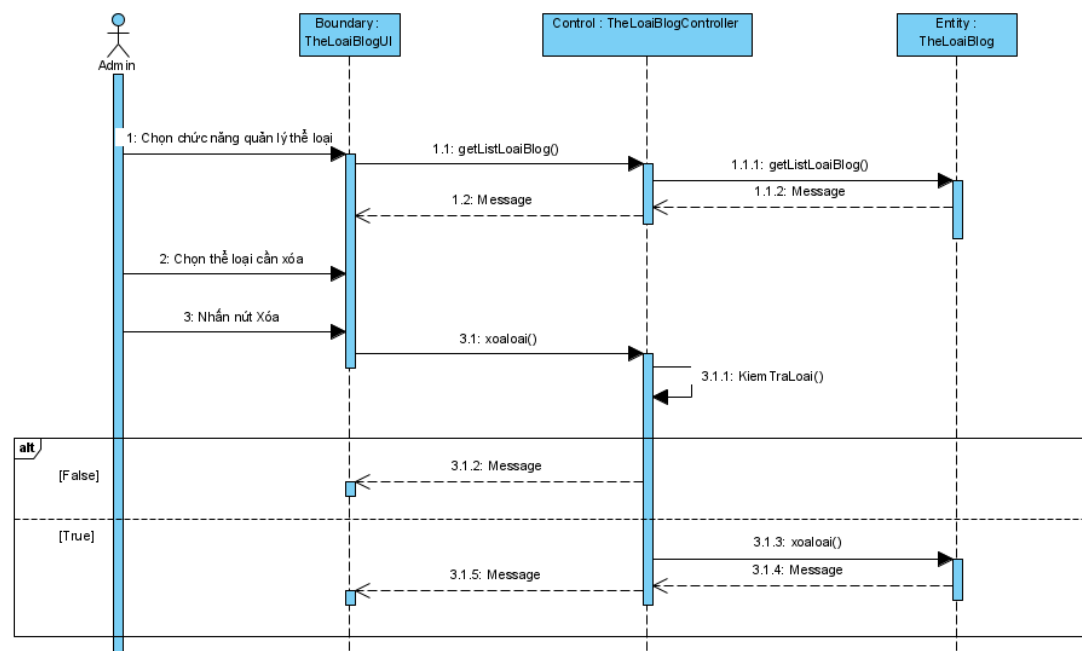 Boundary :
TheLoaiBlogUI
Control : TheLoaiBlogController
Entity :
TheLoaiBlog
Admin
1: Chọn chức năng quản lý thể loại
1.1: getListLoaiBlog()
1.1.1: getListLoaiBlog()
1.1.2: Message
1.2: Message
2: Chọn thể loại cần xóa
3: Nhấn nút Xóa
3.1: xoaloai()
3.1.1: KiemTraLoai()
alt
[False]
3.1.2: Message
[True]
3.1.3: xoaloai()
3.1.4: Message
3.1.5: Message